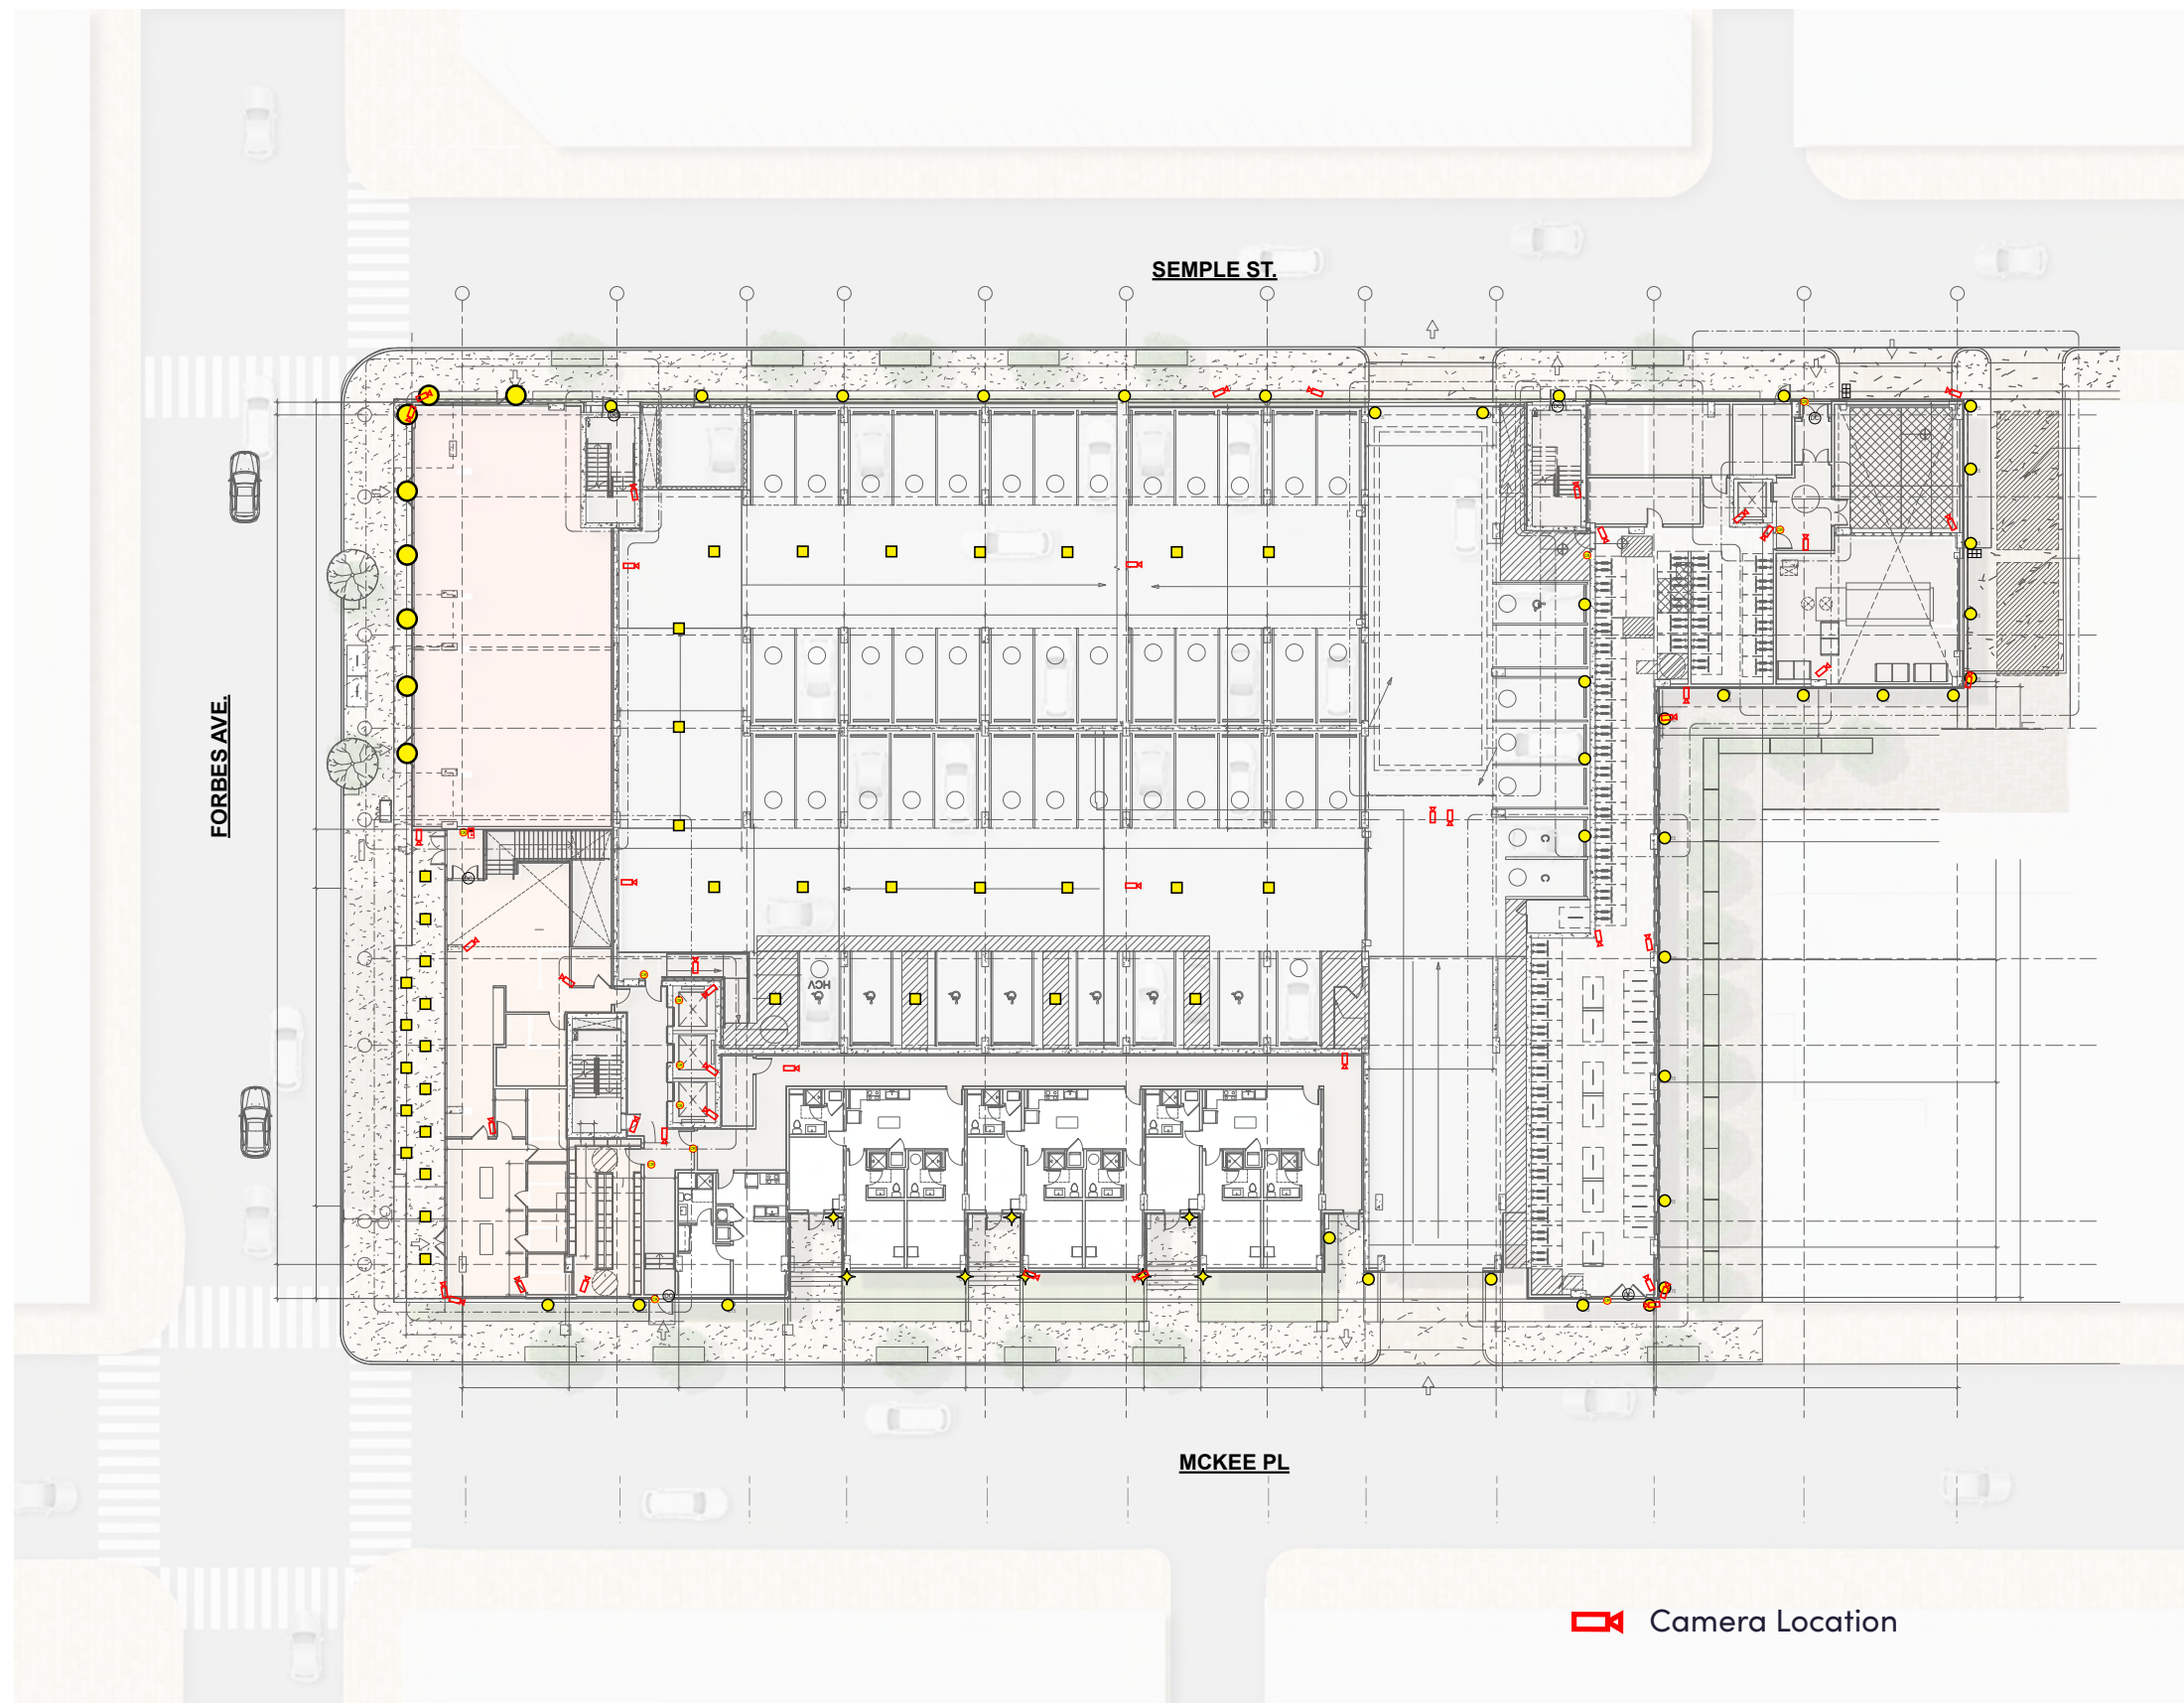 SEMPLE ST.
FORBES AVE.
C
C
HCV
MCKEE PL
Camera Location